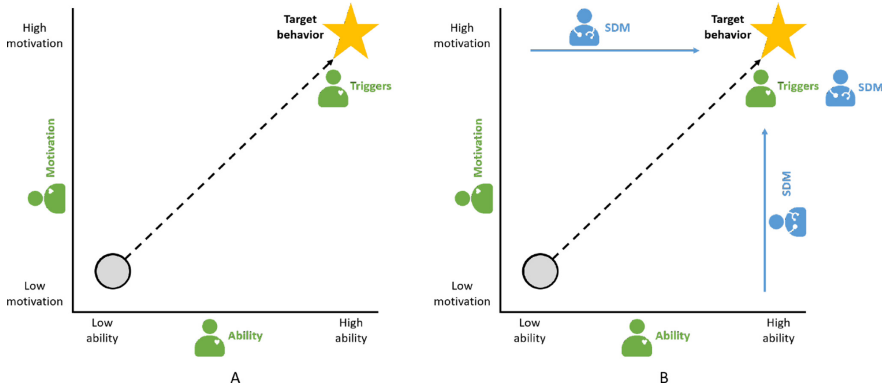 High
motivation
Target
behavior
Triggers
Motivation
Low
motivation
Low
ability
Ability
High
ability
A
High
motivation
SDM
Target
behavior
Triggers
SDM
Motivation
SDM
Low
motivation
Low
ability
Ability
High
ability
B